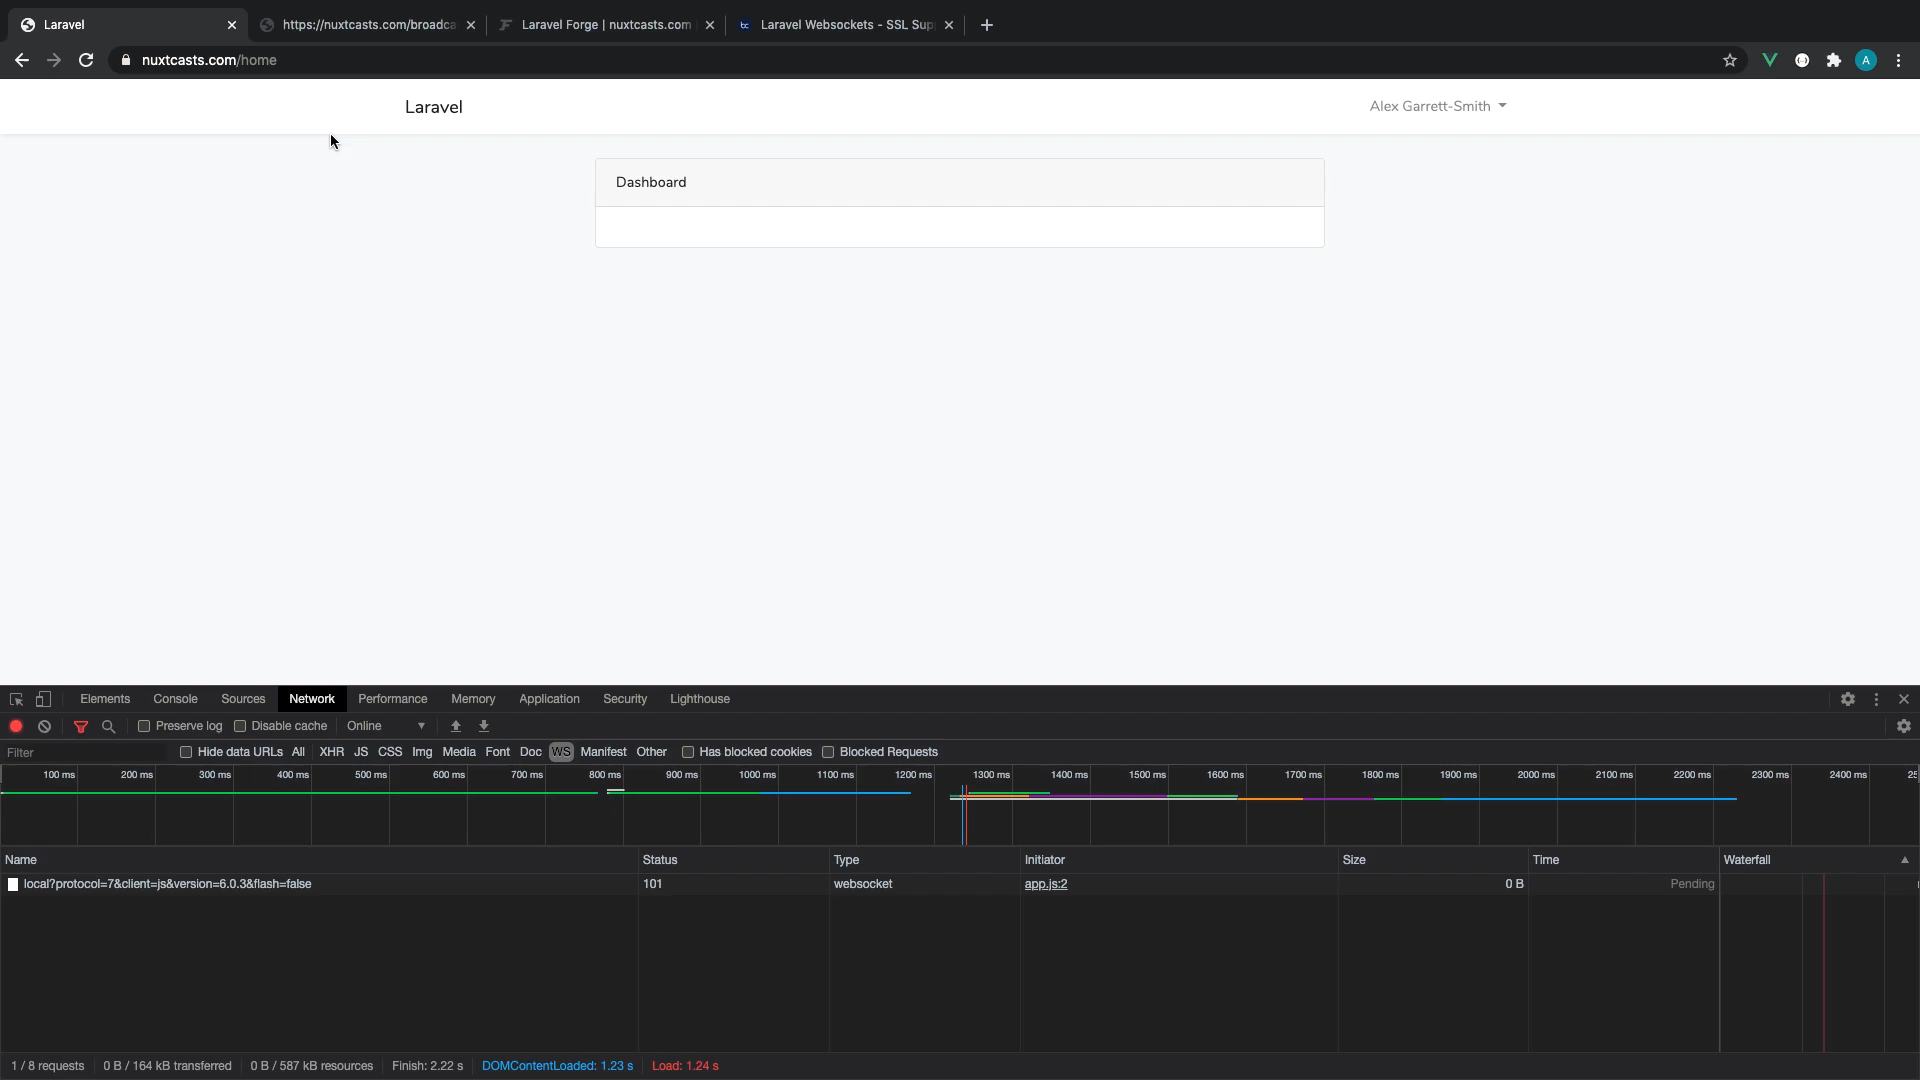 Laravel
https://nuxtcasts.com/broadca
Laravel Forge | nuxtcasts.com
bc Laravel Websockets - SSL Sup
nuxtcasts.com/home
A
Laravel
Alex Garrett-Smith
Dashboard
Elements Console Sources Network Performance Memory Application Security Lighthouse
Preserve log Disable cache Online
Filter Hide data URLs All XHR JS CSS Img Media Font Doc WS Manifest Other Has blocked cookies Blocked Requests
100 ms 200 ms 300 ms 400 ms 500 ms 600 ms 700 ms 800 ms 900 ms 1000 ms 1100 ms 1200 ms 1300 ms 1400 ms 1500 ms 1600 ms 1700 ms 1800 ms 1900 ms 2000 ms 2100 ms 2200 ms 2300 ms 2400 ms
Name Status Type Initiator Size Time Waterfall
local?protocol=7&client=js&version=6.0.3&flash=false 101 websocket app.js:2 0 B Pending
1 / 8 requests 0 B / 164 kB transferred 0 B / 587 kB resources Finish: 2.22 s DOMContentLoaded: 1.23 s Load: 1.24 s